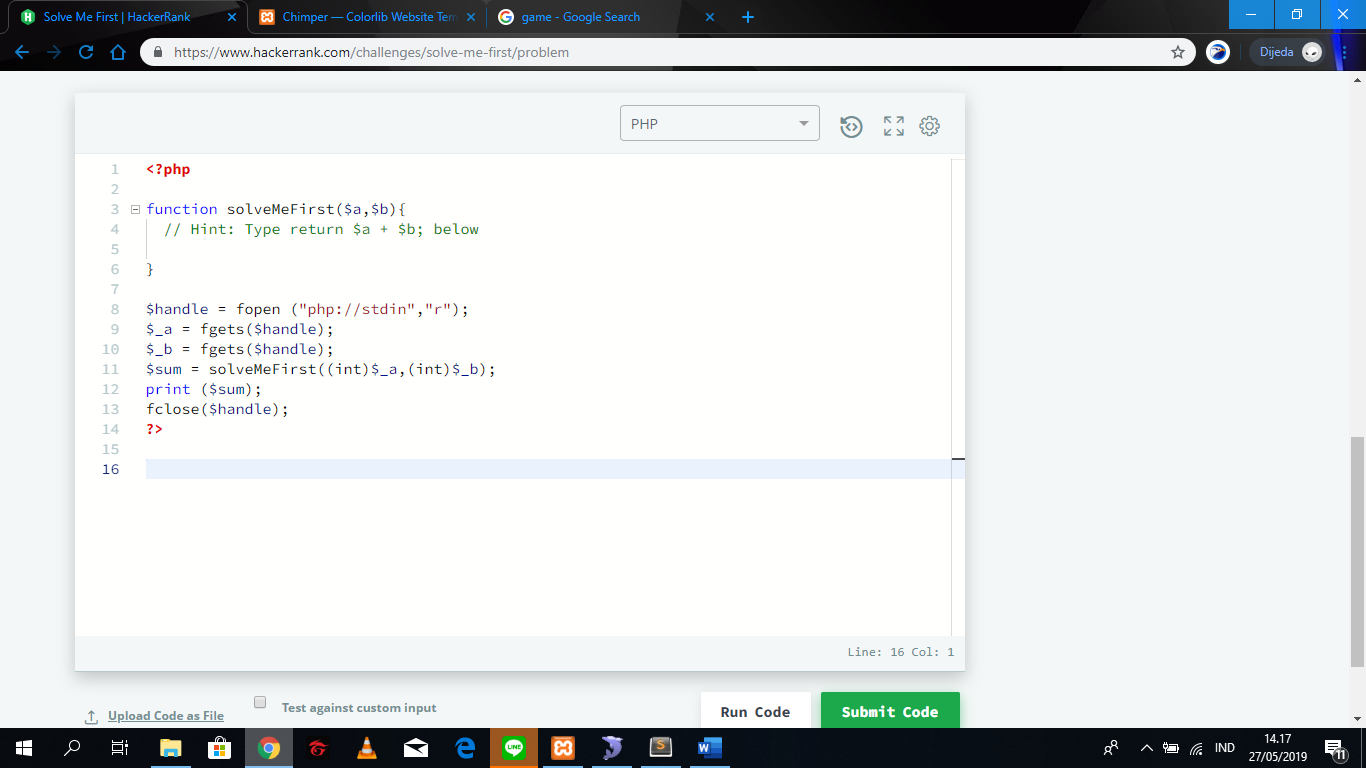 Solve Me First | HackerRank
Chimper — Colorlib Website Tem
game - Google Search
https://www.hackerrank.com/challenges/solve-me-first/problem
Dijeda
PHP
1 <?php
2
3 function solveMeFirst($a,$b){
4 // Hint: Type return $a + $b; below
5
6 }
7
8 $handle = fopen ("php://stdin","r");
9 $_a = fgets($handle);
10 $_b = fgets($handle);
11 $sum = solveMeFirst((int)$_a,(int)$_b);
12 print ($sum);
13 fclose($handle);
14 ?>
15
16
Line: 16 Col: 1
Upload Code as File
Test against custom input
Run Code
Submit Code
LINE
S
W
IND
14.17
27/05/2019
11